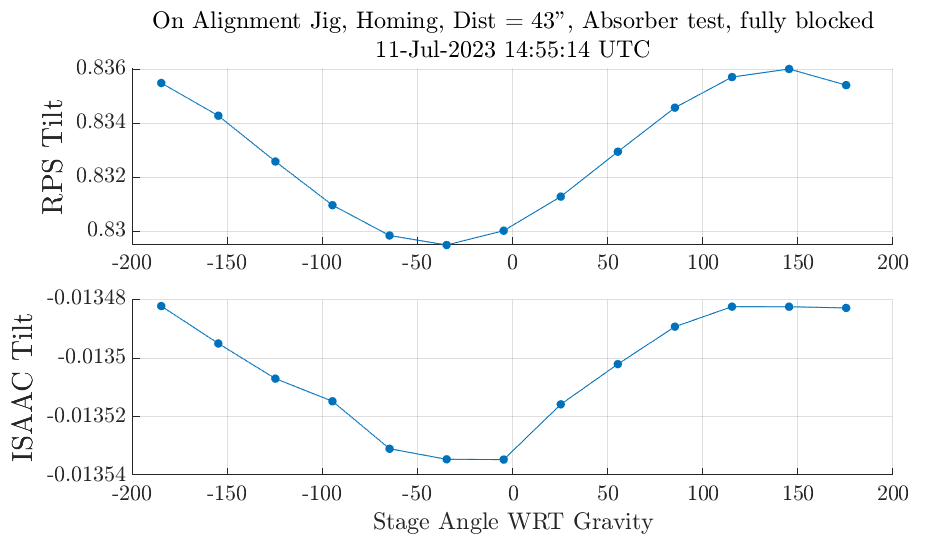 On Alignment Jig, Homing, Dist = 43", Absorber test, fully blocked
11-Jul-2023 14:55:14 UTC
RPS Tilt
0.836
0.834
0.832
0.83
-200 -150 -100 -50 0 50 100 150 200
ISAAC Tilt
-0.01348
-0.0135
-0.01352
-0.01354
-200 -150 -100 -50 0 50 100 150 200
Stage Angle WRT Gravity